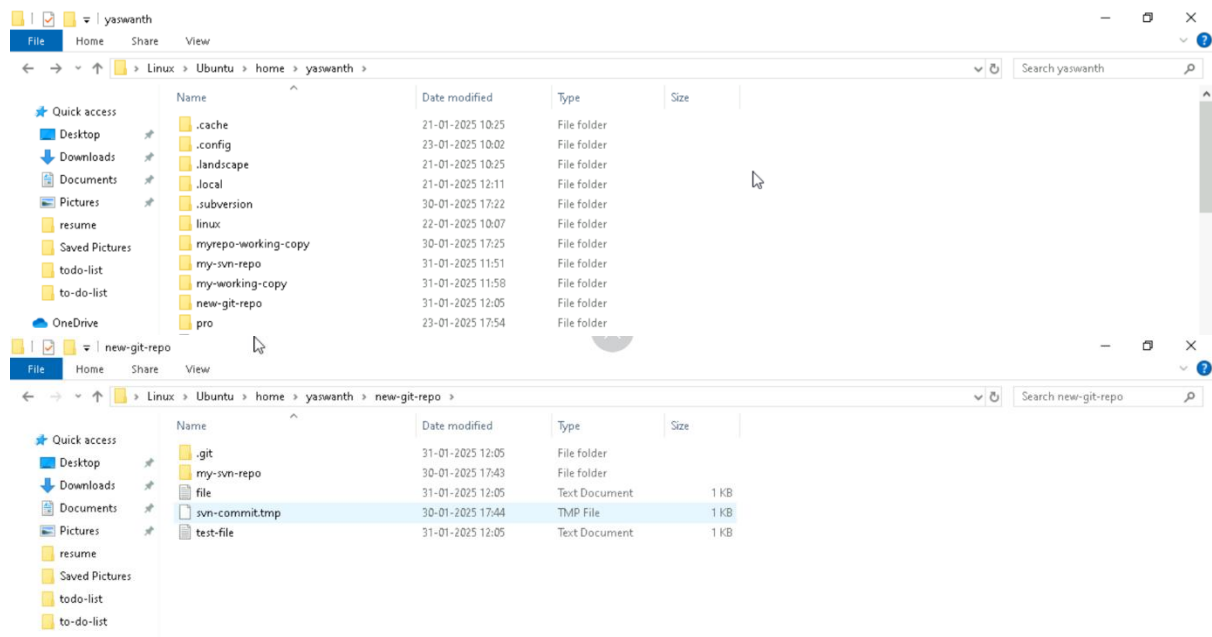 yaswanth
File Home Share View
Linux Ubuntu home yaswanth Search yaswanth
Name Date modified Type Size
Quick access
Desktop
Downloads
Documents
Pictures
resume
Saved Pictures
todo-list
to-do-list
OneDrive
.cache 21-01-2025 10:25 File folder
.config 23-01-2025 10:02 File folder
.landscape 21-01-2025 10:25 File folder
.local 21-01-2025 12:11 File folder
.subversion 30-01-2025 17:22 File folder
linux 22-01-2025 10:07 File folder
myrepo-working-copy 30-01-2025 17:25 File folder
my-svn-repo 31-01-2025 11:51 File folder
my-working-copy 31-01-2025 11:58 File folder
new-git-repo 31-01-2025 12:05 File folder
pro 23-01-2025 17:54 File folder
new-git-repo
File Home Share View
Linux Ubuntu home yaswanth new-git-repo Search new-git-repo
Name Date modified Type Size
Quick access
Desktop
Downloads
Documents
Pictures
resume
Saved Pictures
todo-list
to-do-list
.git 31-01-2025 12:05 File folder
my-svn-repo 30-01-2025 17:43 File folder
file 31-01-2025 12:05 Text Document 1 KB
svn-commit.tmp 30-01-2025 17:44 TMP File 1 KB
test-file 31-01-2025 12:05 Text Document 1 KB